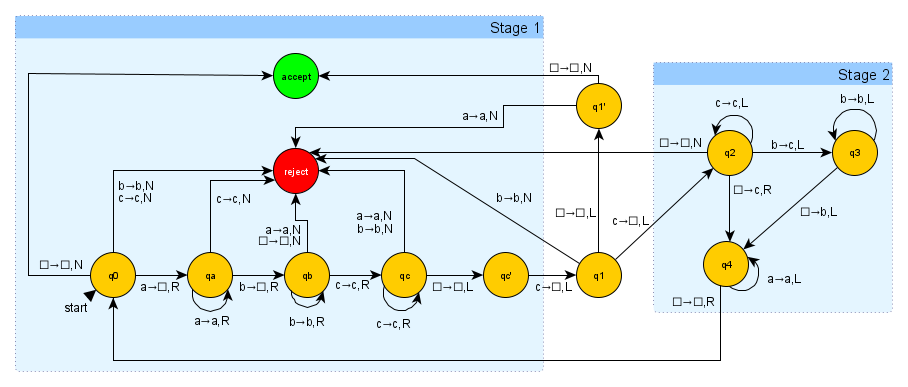 Stage 1
Stage 2
accept
□→□,N
q1'
a→a,N
c→c,L
b→b,L
□→□,N
q2
b→c,L
q3
reject
b→b,N
c→c,N
c→c,N
a→a,N
b→b,N
b→b,N
□→c,R
□→b,L
a→a,N
□→□,N
□→□,L
c→□,L
□→□,N
q0
a→□,R
qa
b→□,R
qb
c→c,R
qc
□→□,L
qc'
c→□,L
q1
q4
a→a,L
start
a→a,R
b→b,R
c→c,R
□→□,R